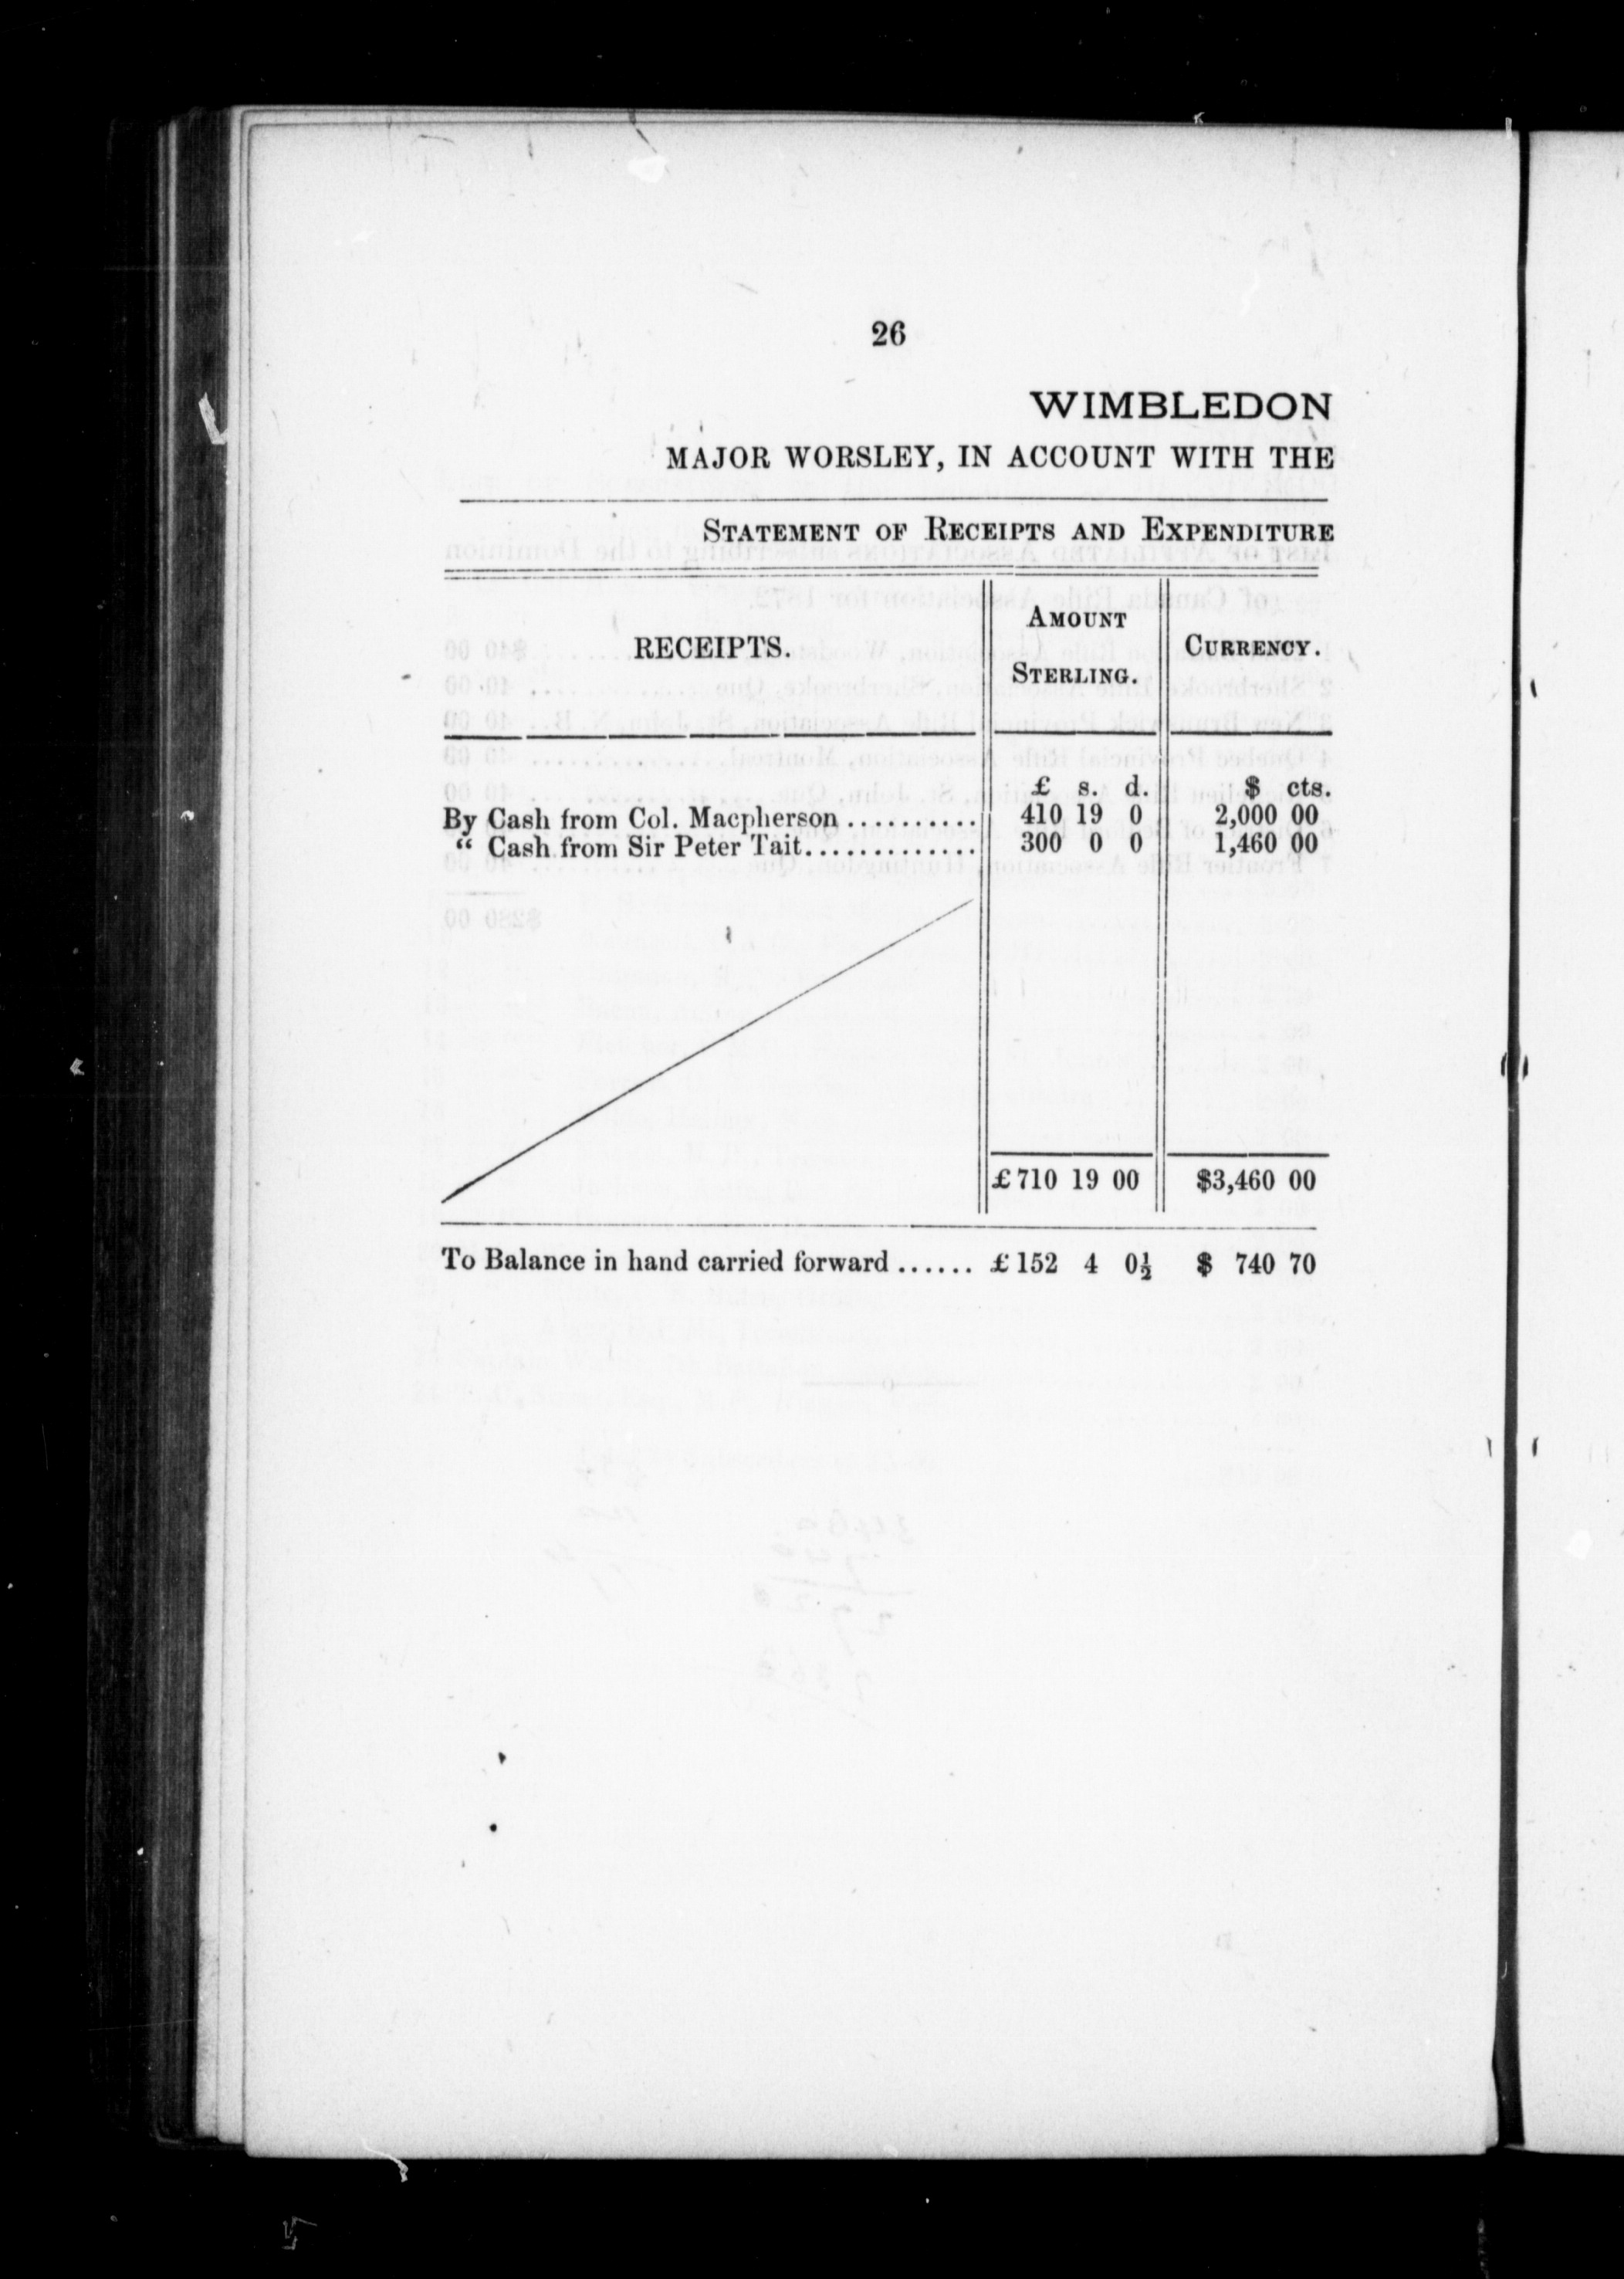 26
WIMBLEDON
MAJOR WORSLEY, IN ACCOUNT WITH THE
STATEMENT OF RECEIPTS AND EXPENDITURE
RECEIPTS.
AMOUNT STERLING.
CURRENCY.
£ s. d. $ cts.
By Cash from Col. Macpherson .......... 410 19 0 2,000 00
“ Cash from Sir Peter Tait............. 300 0 0 1,460 00
£710 19 00 $3,460 00
To Balance in hand carried forward ...... £152 4 0½ $ 740 70